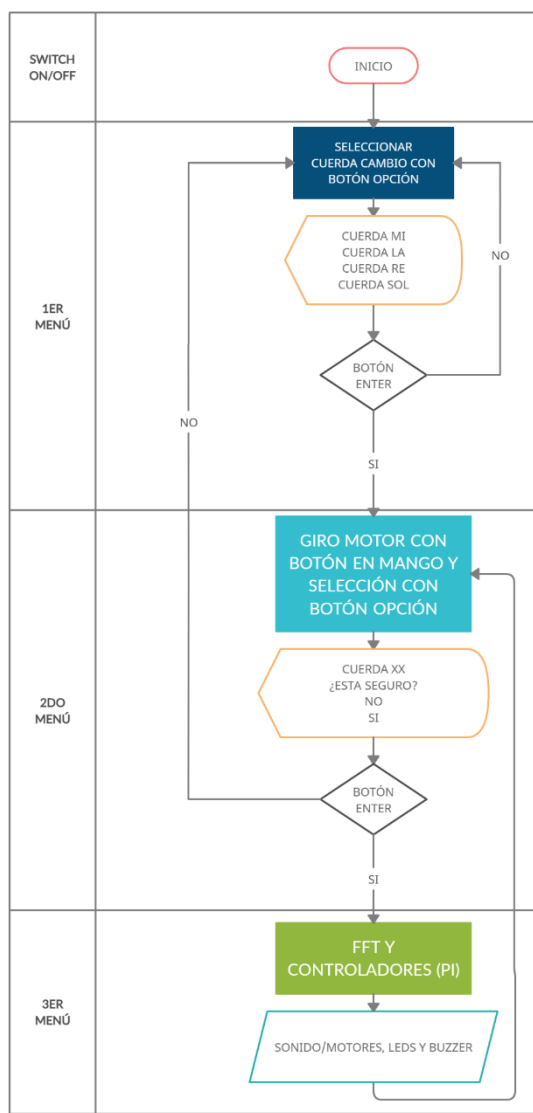 SWITCH
ON/OFF
INICIO
1ER
MENÚ
SELECCIONAR
CUERDA CAMBIO CON
BOTÓN OPCIÓN
CUERDA MI
CUERDA LA
CUERDA RE
CUERDA SOL
NO
BOTÓN
ENTER
NO
SI
2DO
MENÚ
GIRO MOTOR CON
BOTÓN EN MANGO Y
SELECCIÓN CON
BOTÓN OPCIÓN
CUERDA XX
¿ESTA SEGURO?
NO
SI
BOTÓN
ENTER
SI
3ER
MENÚ
FFT Y
CONTROLADORES (PI)
SONIDO/MOTORES, LEDS Y BUZZER